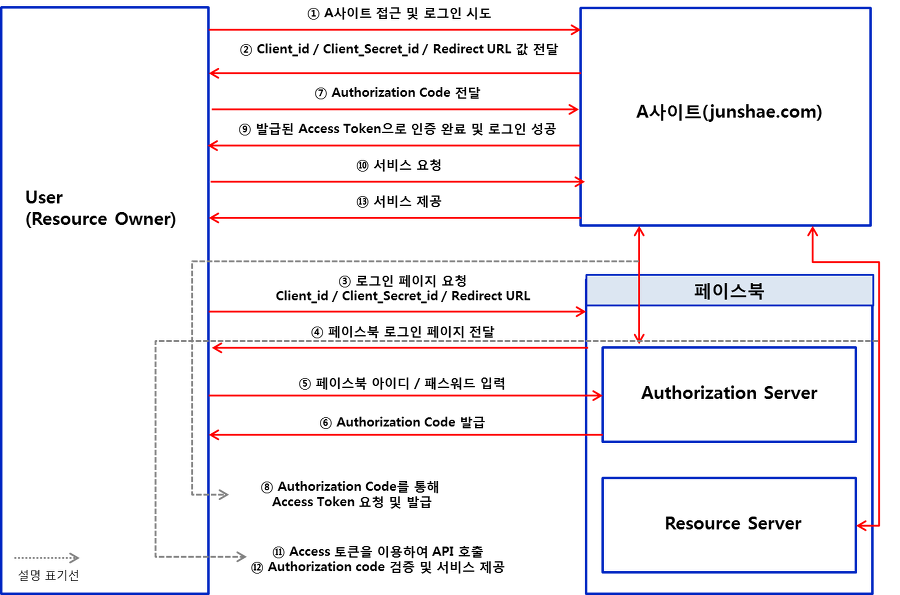 ① A사이트 접근 및 로그인 시도
② Client_id / Client_Secret_id / Redirect URL 값 전달
⑦ Authorization Code 전달
⑨ 발급된 Access Token으로 인증 완료 및 로그인 성공
⑩ 서비스 요청
⑬ 서비스 제공
A사이트(junshae.com)
User
(Resource Owner)
③ 로그인 페이지 요청
Client_id / Client_Secret_id / Redirect URL
④ 페이스북 로그인 페이지 전달
⑤ 페이스북 아이디 / 패스워드 입력
⑥ Authorization Code 발급
페이스북
Authorization Server
Resource Server
⑧ Authorization Code를 통해
Access Token 요청 및 발급
⑪ Access 토큰을 이용하여 API 호출
⑫ Authorization code 검증 및 서비스 제공
설명 표기선